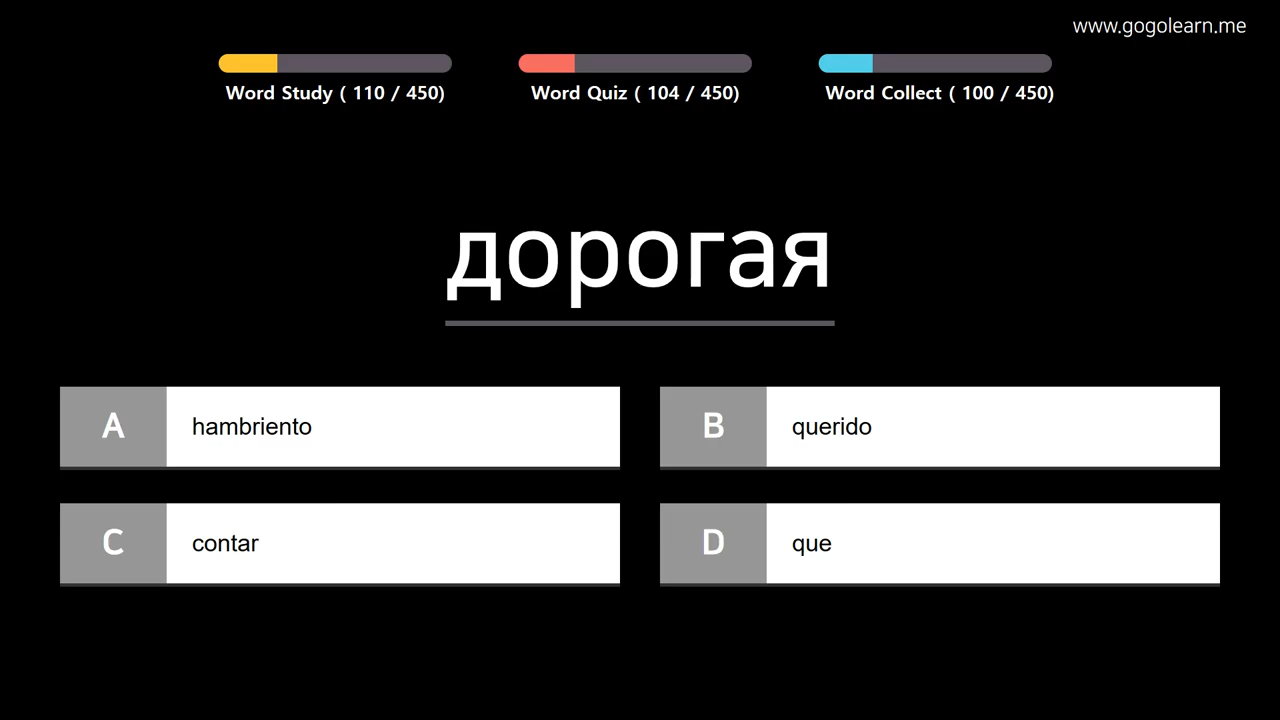 www.gogolearn.me
Word Study ( 110 / 450)
Word Quiz ( 104 / 450)
Word Collect ( 100 / 450)
дорогая
A hambriento
B querido
C contar
D que